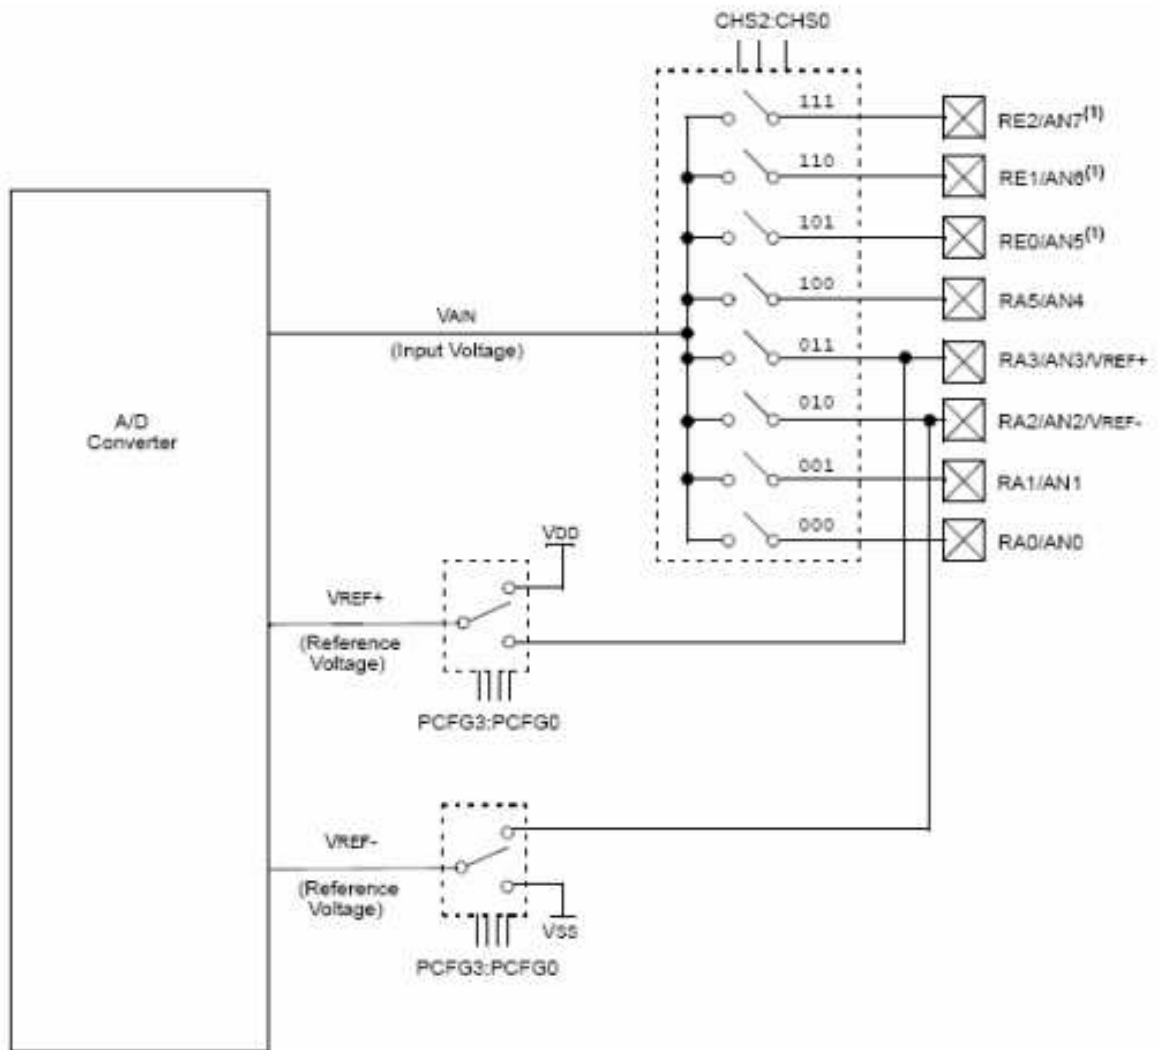 CHS2:CHS0
111
RE2/AN7(1)
110
RE1/AN6(1)
101
RE0/AN5(1)
100
RA5/AN4
VAIN
(Input Voltage)
011
RA3/AN3/VREF+
010
RA2/AN2/VREF-
A/D
Converter
001
RA1/AN1
000
RA0/AN0
VDD
VREF+
(Reference
Voltage)
PCFG3:PCFG0
VREF-
(Reference
Voltage)
VSS
PCFG3:PCFG0